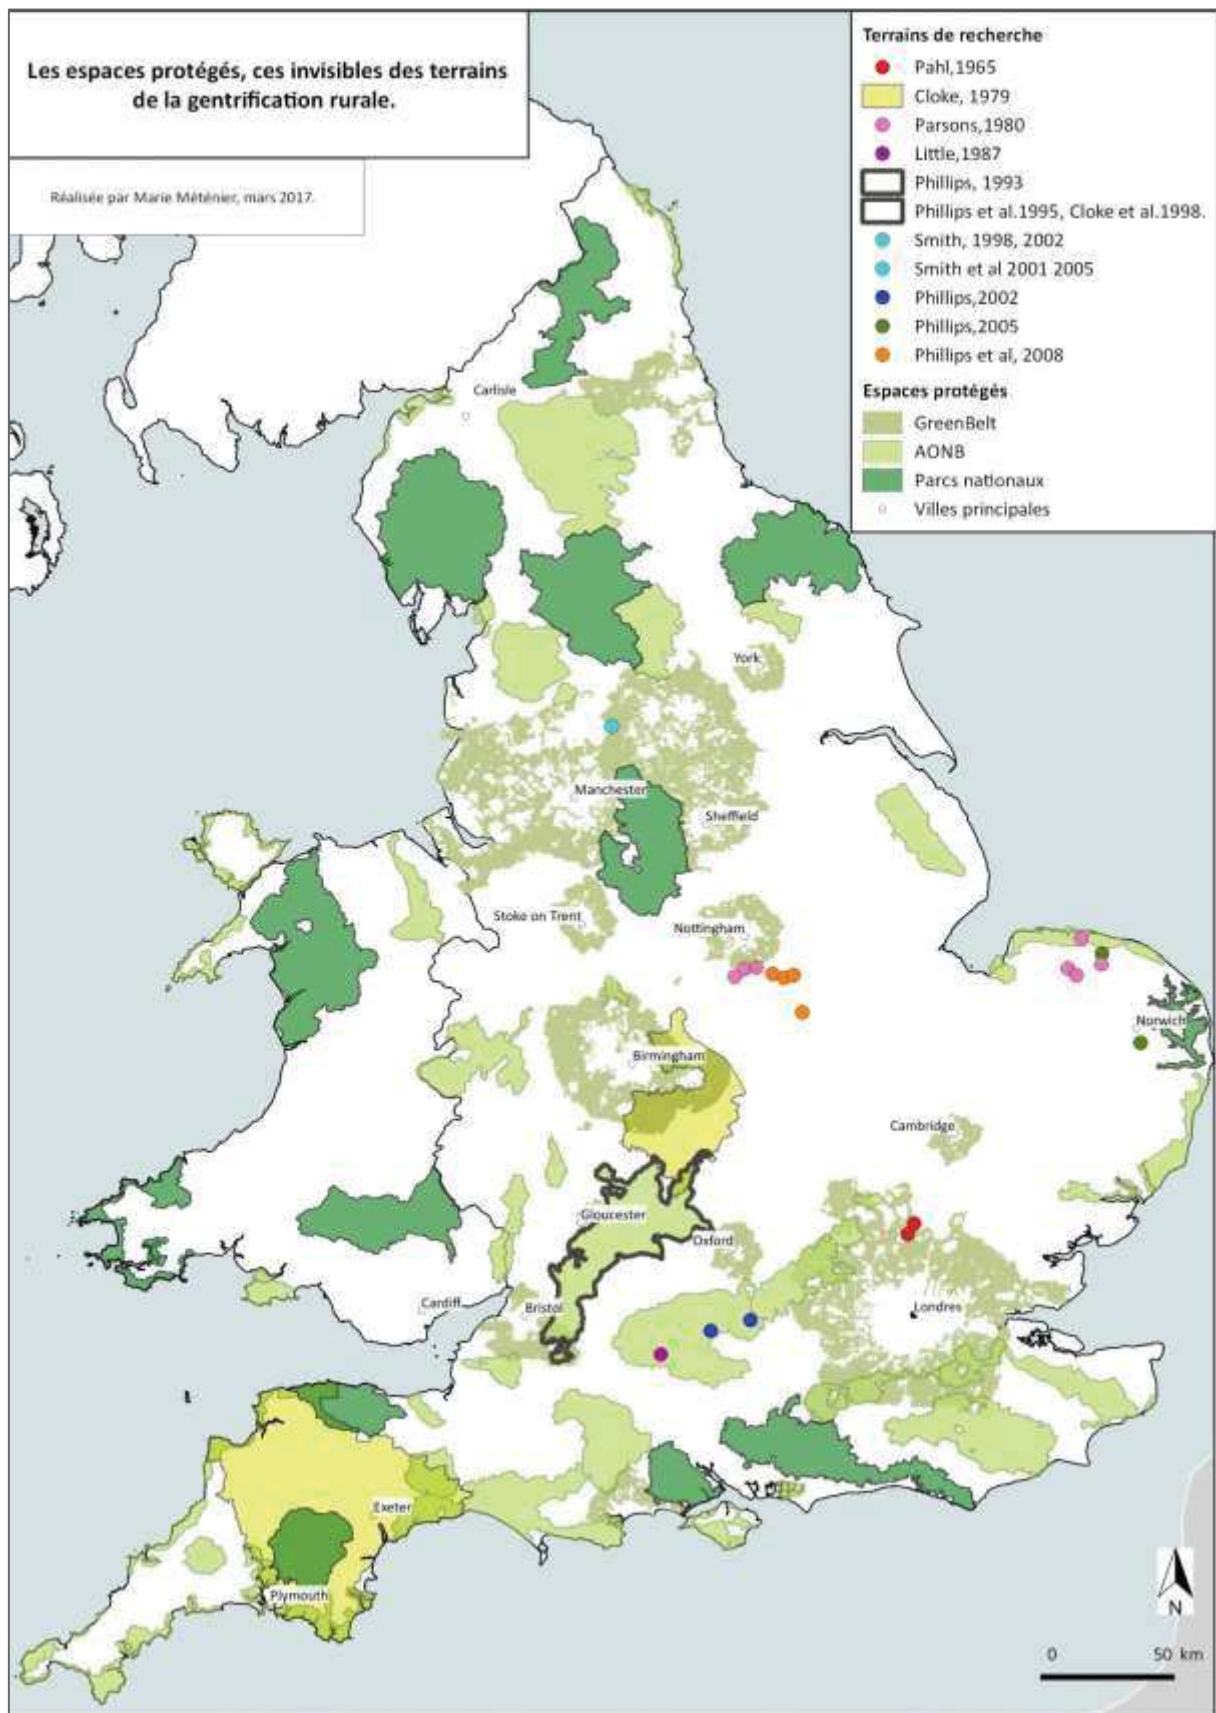 Les espaces protégés, ces invisibles des terrains
de la gentrification rurale.
Réalisée par Marie Méténier, mars 2017.
Terrains de recherche
Pahl,1965
Cloke, 1979
Parsons,1980
Little,1987
Phillips, 1993
Phillips et al.1995, Cloke et al.1998.
Smith, 1998, 2002
Smith et al 2001 2005
Phillips,2002
Phillips,2005
Phillips et al, 2008
Espaces protégés
GreenBelt
AONB
Parcs nationaux
Villes principales
Carlisle
York
Manchester
Sheffield
Stoke on Trent
Nottingham
Norwich
Birmingham
Cambridge
Gloucester
Oxford
Cardiff
Bristol
Londres
Exeter
Plymouth
N
0 50 km